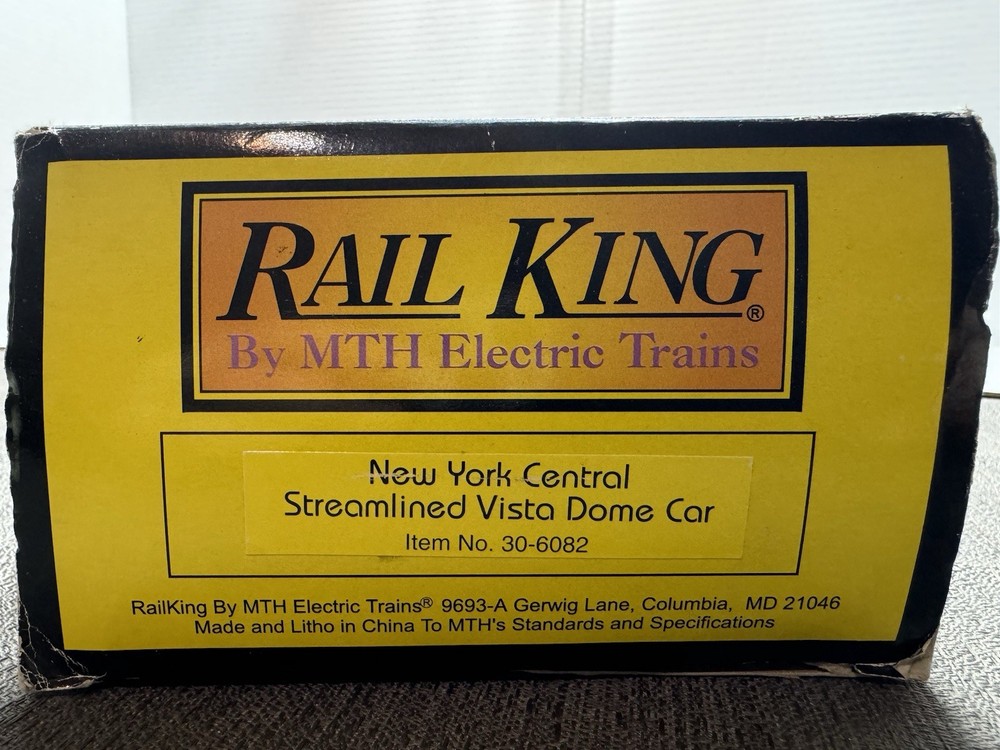 RAIL KING®
By MTH Electric Trains
New York Central
Streamlined Vista Dome Car
Item No. 30-6082
RailKing By MTH Electric Trains® 9693-A Gerwig Lane, Columbia, MD 21046
Made and Litho in China To MTH's Standards and Specifications